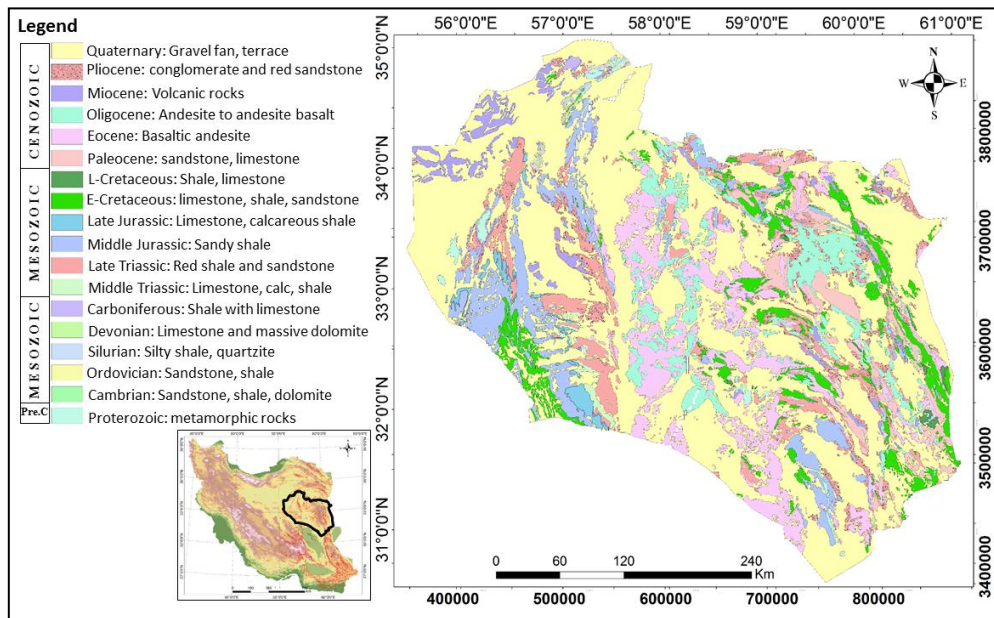 Legend
CENOZOIC
Quaternary: Gravel fan, terrace
Pliocene: conglomerate and red sandstone
Miocene: Volcanic rocks
Oligocene: Andesite to andesite basalt
Eocene: Basaltic andesite
Paleocene: sandstone, limestone
MESOZOIC
L-Cretaceous: Shale, limestone
E-Cretaceous: limestone, shale, sandstone
Late Jurassic: Limestone, calcareous shale
Middle Jurassic: Sandy shale
Late Triassic: Red shale and sandstone
Middle Triassic: Limestone, calc, shale
MESOZOIC
Carboniferous: Shale with limestone
Devonian: Limestone and massive dolomite
Silurian: Silty shale, quartzite
Ordovician: Sandstone, shale
Cambrian: Sandstone, shale, dolomite
Pre.C
Proterozoic: metamorphic rocks
56°0'0"E 57°0'0"E 58°0'0"E 59°0'0"E 60°0'0"E 61°0'0"E
35°0'0"N
34°0'0"N
33°0'0"N
32°0'0"N
31°0'0"N
N
W E
S
3800000
3700000
3600000
3500000
3400000
0 60 120 240
Km
400000 500000 600000 700000 800000